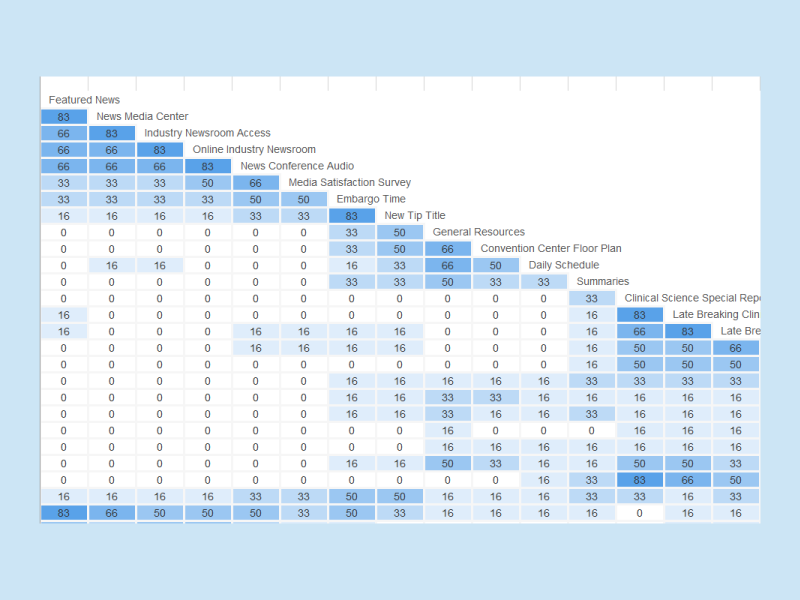 Featured News
83 News Media Center
66 83 Industry Newsroom Access
66 66 83 Online Industry Newsroom
66 66 66 83 News Conference Audio
33 33 33 50 66 Media Satisfaction Survey
33 33 33 33 50 50 Embargo Time
16 16 16 16 33 33 83 New Tip Title
0 0 0 0 0 0 33 50 General Resources
0 0 0 0 0 0 33 50 66 Convention Center Floor Plan
0 16 16 0 0 0 16 33 66 50 Daily Schedule
0 0 0 0 0 0 33 33 50 33 33 Summaries
0 0 0 0 0 0 0 0 0 0 0 33 Clinical Science Special Rep
16 0 0 0 0 0 0 0 0 0 0 16 83 Late Breaking Clin
16 0 0 0 16 16 16 16 0 0 0 16 66 83 Late Bre
0 0 0 0 16 16 16 16 0 0 0 16 50 50 66
0 0 0 0 0 0 0 0 0 0 0 16 50 50 50
0 0 0 0 0 0 16 16 16 16 16 33 33 33 33
0 0 0 0 0 0 16 16 33 33 16 16 16 16 16
0 0 0 0 0 0 16 16 33 16 16 33 16 16 16
0 0 0 0 0 0 0 0 16 0 0 0 16 16 16
0 0 0 0 0 0 0 0 16 16 16 16 16 16 16
0 0 0 0 0 0 16 16 50 33 16 16 50 50 33
0 0 0 0 0 0 0 0 0 0 16 33 83 66 50
16 16 16 16 33 33 50 50 16 16 16 33 33 16 33
83 66 50 50 50 33 50 33 16 16 16 16 0 16 16